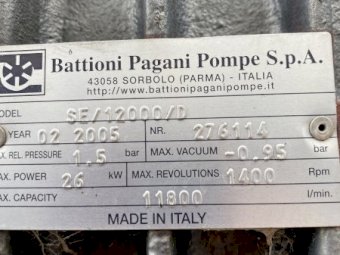 Battioni Pagani Pompe S.p.A.
43058 SORBOLO (PARMA) - ITALIA
http://www.battionipaganipompe.it
MODEL SE/12000/D
YEAR 02 2005 NR. 276114
MAX. REL. PRESSURE 1,5 bar MAX. VACUUM -0,95 bar
MAX. POWER 26 kW MAX. REVOLUTIONS 1400 Rpm
MAX. CAPACITY 11800 l/min.
MADE IN ITALY